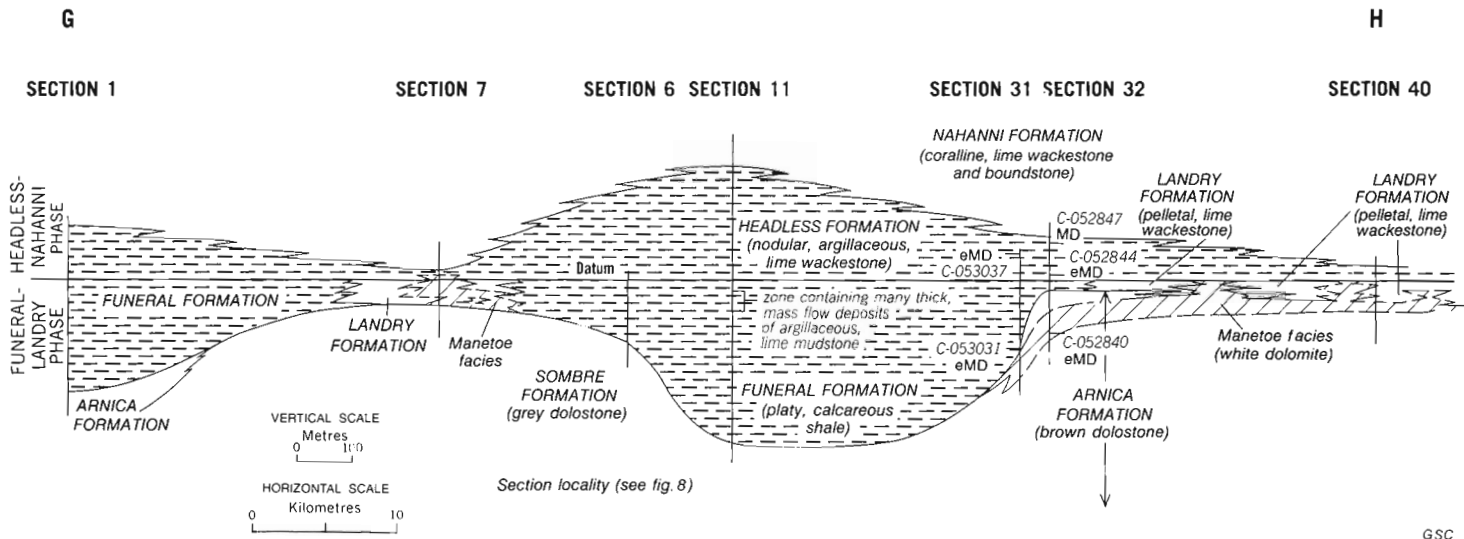 G
H
SECTION 1
SECTION 7
SECTION 6
SECTION 11
SECTION 31
SECTION 32
SECTION 40
HEADLESS-
NAHANNI
PHASE
FUNERAL-
LANDRY
PHASE
NAHANNI FORMATION
(coralline, lime wackestone
and boundstone)
LANDRY
FORMATION
(pelletal, lime
wackestone)
LANDRY
FORMATION
(pelletal, lime
wackestone)
C-052847
MD
HEADLESS FORMATION
(nodular, argillaceous,
lime wackestone)
eMD
C-053037
C-052844
eMD
Datum
FUNERAL FORMATION
zone containing many thick,
mass flow deposits
of argillaceous,
lime mudstone
LANDRY
FORMATION
Manetoe
facies
C-053031
eMD
C-052840
eMD
Manetoe facies
(white dolomite)
SOMBRE
FORMATION
(grey dolostone)
FUNERAL FORMATION
(platy, calcareous
shale)
ARNICA
FORMATION
(brown dolostone)
ARNICA
FORMATION
VERTICAL SCALE
Metres
0 100
HORIZONTAL SCALE
Kilometres
0 10
Section locality (see fig. 8)
GSC